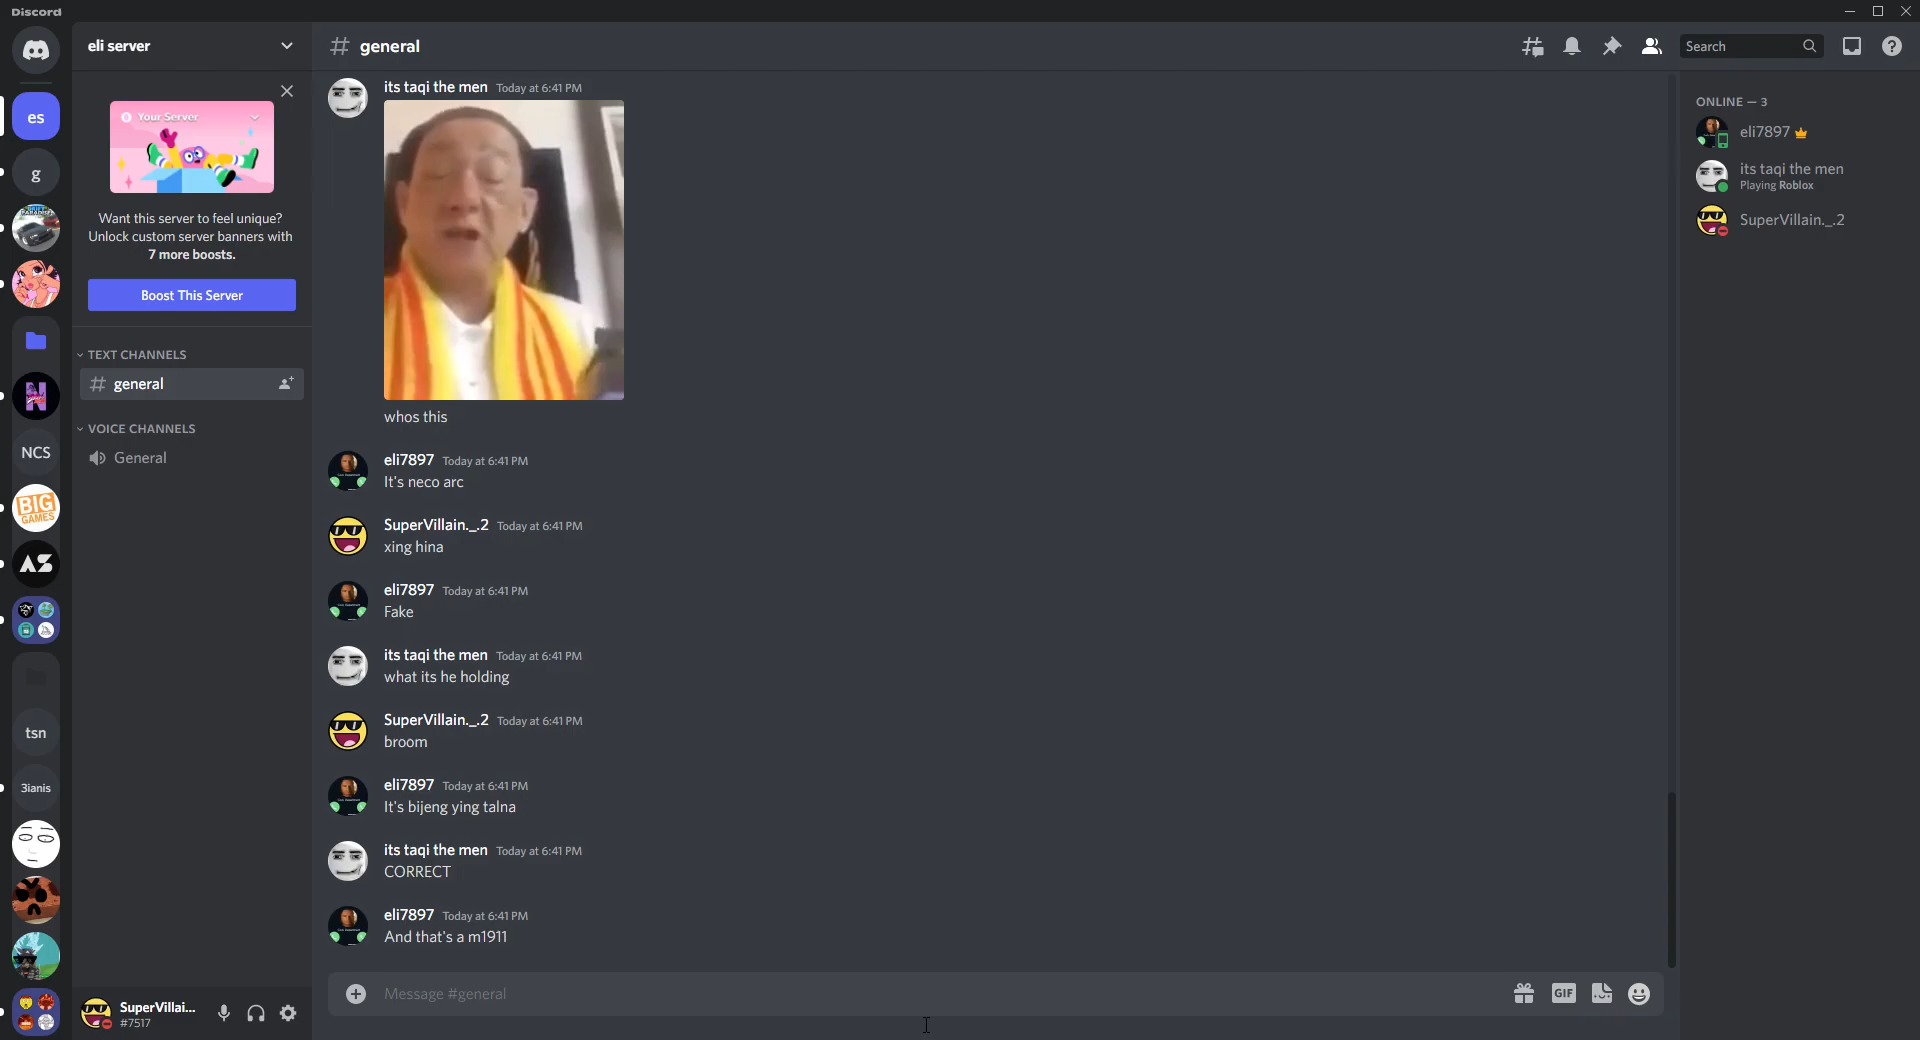 Discord
eli server
general
Search
es
g
NCS
BIG
GAMES
tsn
3ianis
Your Server
Want this server to feel unique?
Unlock custom server banners with
7 more boosts.
Boost This Server
TEXT CHANNELS
general
VOICE CHANNELS
General
SuperVillai...
#7517
its taqi the men Today at 6:41 PM
whos this
eli7897 Today at 6:41 PM
It's neco arc
SuperVillain._.2 Today at 6:41 PM
xing hina
eli7897 Today at 6:41 PM
Fake
its taqi the men Today at 6:41 PM
what its he holding
SuperVillain._.2 Today at 6:41 PM
broom
eli7897 Today at 6:41 PM
It's bijeng ying talna
its taqi the men Today at 6:41 PM
CORRECT
eli7897 Today at 6:41 PM
And that's a m1911
Message #general
GIF
ONLINE — 3
eli7897
its taqi the men
Playing Roblox
SuperVillain._.2